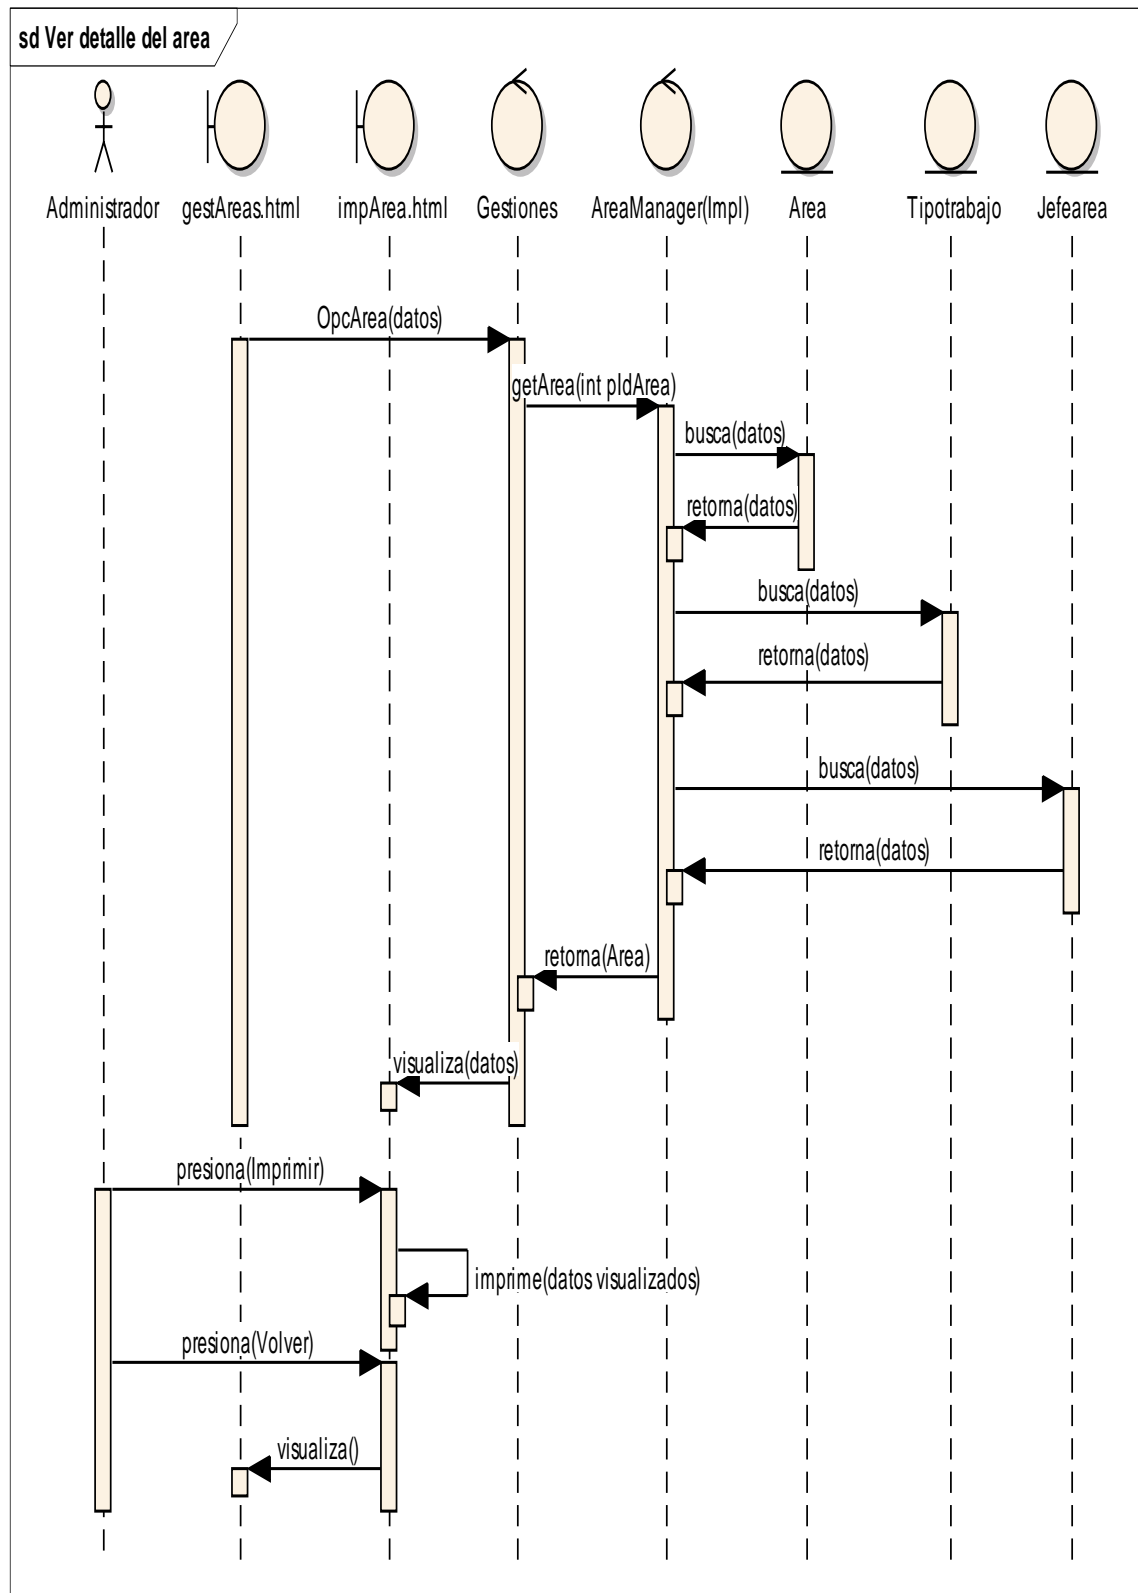 sd Ver detalle del area
Administrador
gestAreas.html
impArea.html
Gestiones
AreaManager(Impl)
Area
Tipotrabajo
Jefearea
OpcArea(datos)
getArea(int pIdArea)
busca(datos)
retorna(datos)
busca(datos)
retorna(datos)
busca(datos)
retorna(datos)
retorna(Area)
visualiza(datos)
presiona(Imprimir)
imprime(datos visualizados)
presiona(Volver)
visualiza()